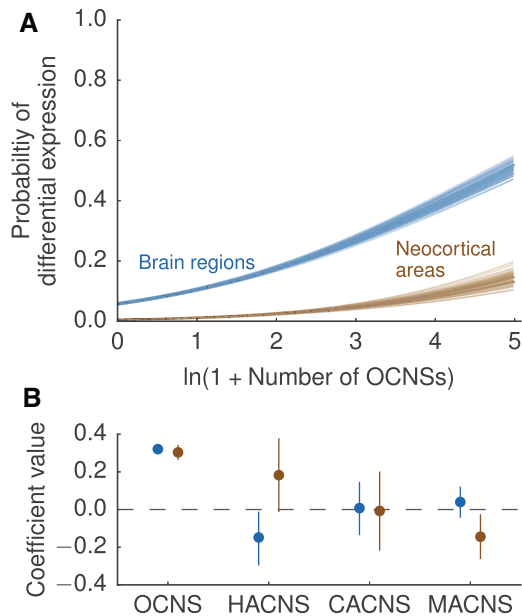 A
1.0
0.8
0.6
0.4
0.2
0.0
Probabiltiy of
differential expression
Brain regions
Neocortical
areas
0 1 2 3 4 5
ln(1 + Number of OCNSs)
B
0.4
0.2
0.0
−0.2
−0.4
Coefficient value
OCNS HACNS CACNS MACNS